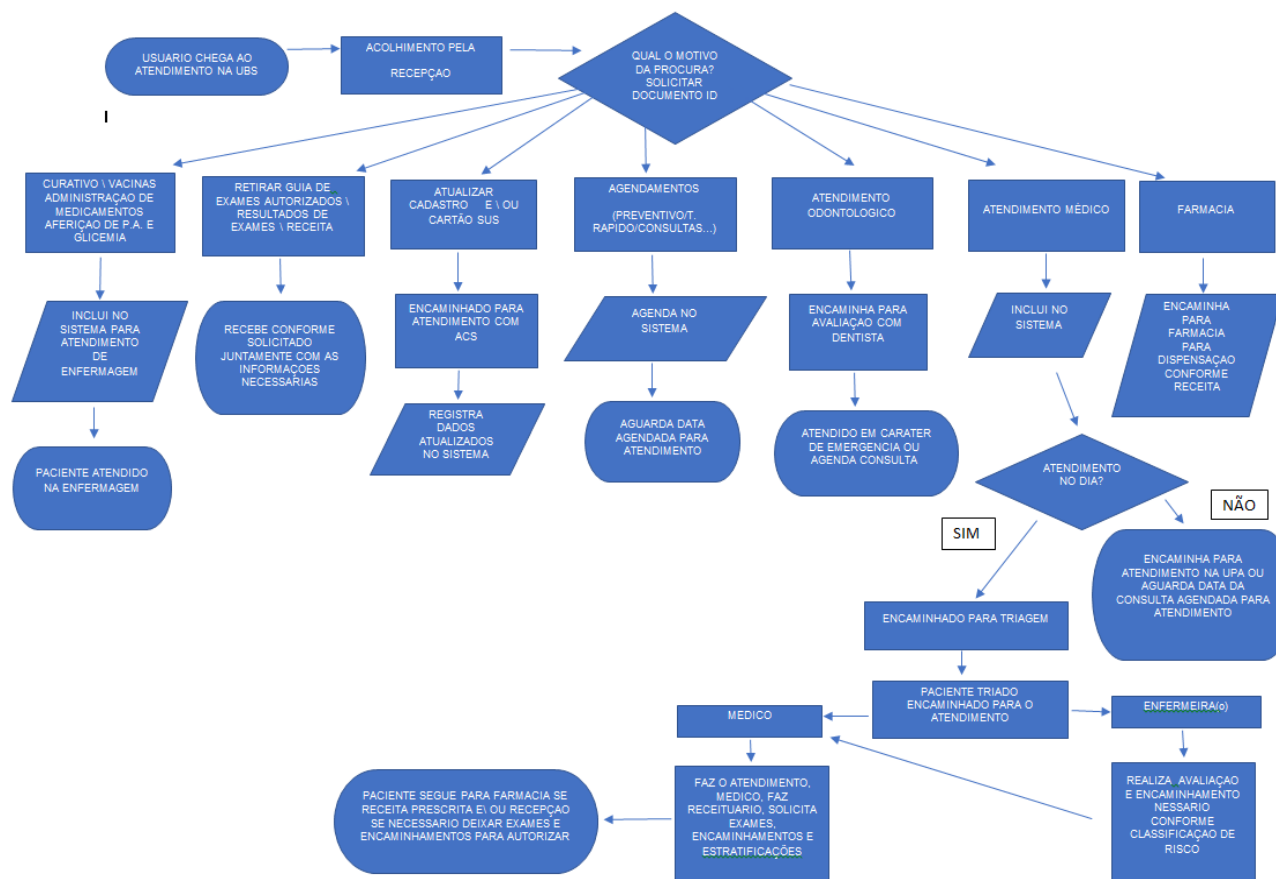 USUARIO CHEGA AO
ATENDIMENTO NA UBS
ACOLHIMENTO PELA
RECEPÇAO
QUAL O MOTIVO
DA PROCURA?
SOLICITAR
DOCUMENTO ID
I
CURATIVO \ VACINAS
ADMINISTRAÇAO DE
MEDICAMENTOS
AFERIÇAO DE P.A. E
GLICEMIA
RETIRAR GUIA DE
EXAMES AUTORIZADOS \
RESULTADOS DE
EXAMES \ RECEITA
ATUALIZAR
CADASTRO E \ OU
CARTÃO SUS
AGENDAMENTOS
(PREVENTIVO/T.
RAPIDO/CONSULTAS...)
ATENDIMENTO
ODONTOLOGICO
ATENDIMENTO MÈDICO
FARMACIA
INCLUI NO
SISTEMA PARA
ATENDIMENTO
DE
ENFERMAGEM
RECEBE CONFORME
SOLICITADO
JUNTAMENTE COM AS
INFORMAÇOES
NECESSARIAS
ENCAMINHADO PARA
ATENDIMENTO COM
ACS
AGENDA NO
SISTEMA
ENCAMINHA PARA
AVALIAÇAO COM
DENTISTA
INCLUI NO
SISTEMA
ENCAMINHA
PARA
FARMACIA
PARA
DISPENSAÇAO
CONFORME
RECEITA
PACIENTE ATENDIDO
NA ENFERMAGEM
REGISTRA
DADOS
ATUALIZADOS
NO SISTEMA
AGUARDA DATA
AGENDADA PARA
ATENDIMENTO
ATENDIDO EM CARATER
DE EMERGENCIA OU
AGENDA CONSULTA
ATENDIMENTO
NO DIA?
SIM
NÃO
ENCAMINHA PARA
ATENDIMENTO NA UPA OU
AGUARDA DATA DA
CONSULTA AGENDADA PARA
ATENDIMENTO
ENCAMINHADO PARA TRIAGEM
PACIENTE TRIADO
ENCAMINHADO PARA O
ATENDIMENTO
MEDICO
ENFERMEIRA(o)
PACIENTE SEGUE PARA FARMACIA SE
RECEITA PRESCRITA E\ OU RECEPÇAO
SE NECESSARIO DEIXAR EXAMES E
ENCAMINHAMENTOS PARA AUTORIZAR
FAZ O ATENDIMENTO,
MEDICO, FAZ
RECEITUARIO, SOLICITA
EXAMES,
ENCAMINHAMENTOS E
ESTRATIFICAÇÕES
REALIZA AVALIAÇAO
E ENCAMINHAMENTO
NESSARIO
CONFORME
CLASSIFICAÇAO DE
RISCO